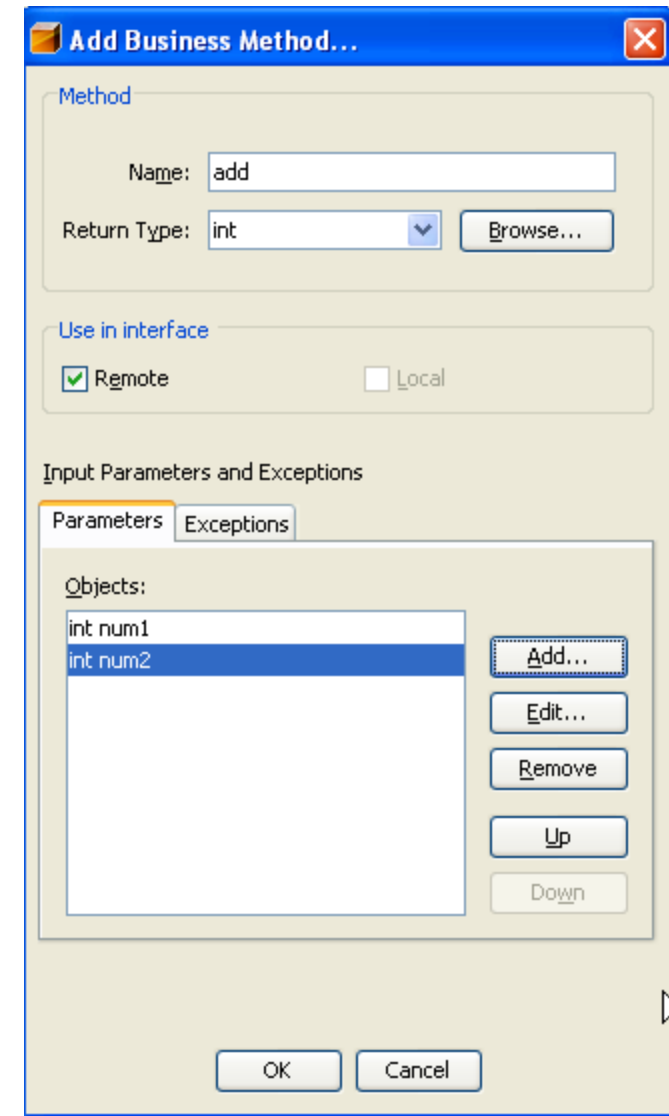 Add Business Method...
Method
Name: add
Return Type: int Browse...
Use in interface
Remote Local
Input Parameters and Exceptions
Parameters Exceptions
Objects:
int num1
int num2
Add...
Edit...
Remove
Up
Down
OK Cancel